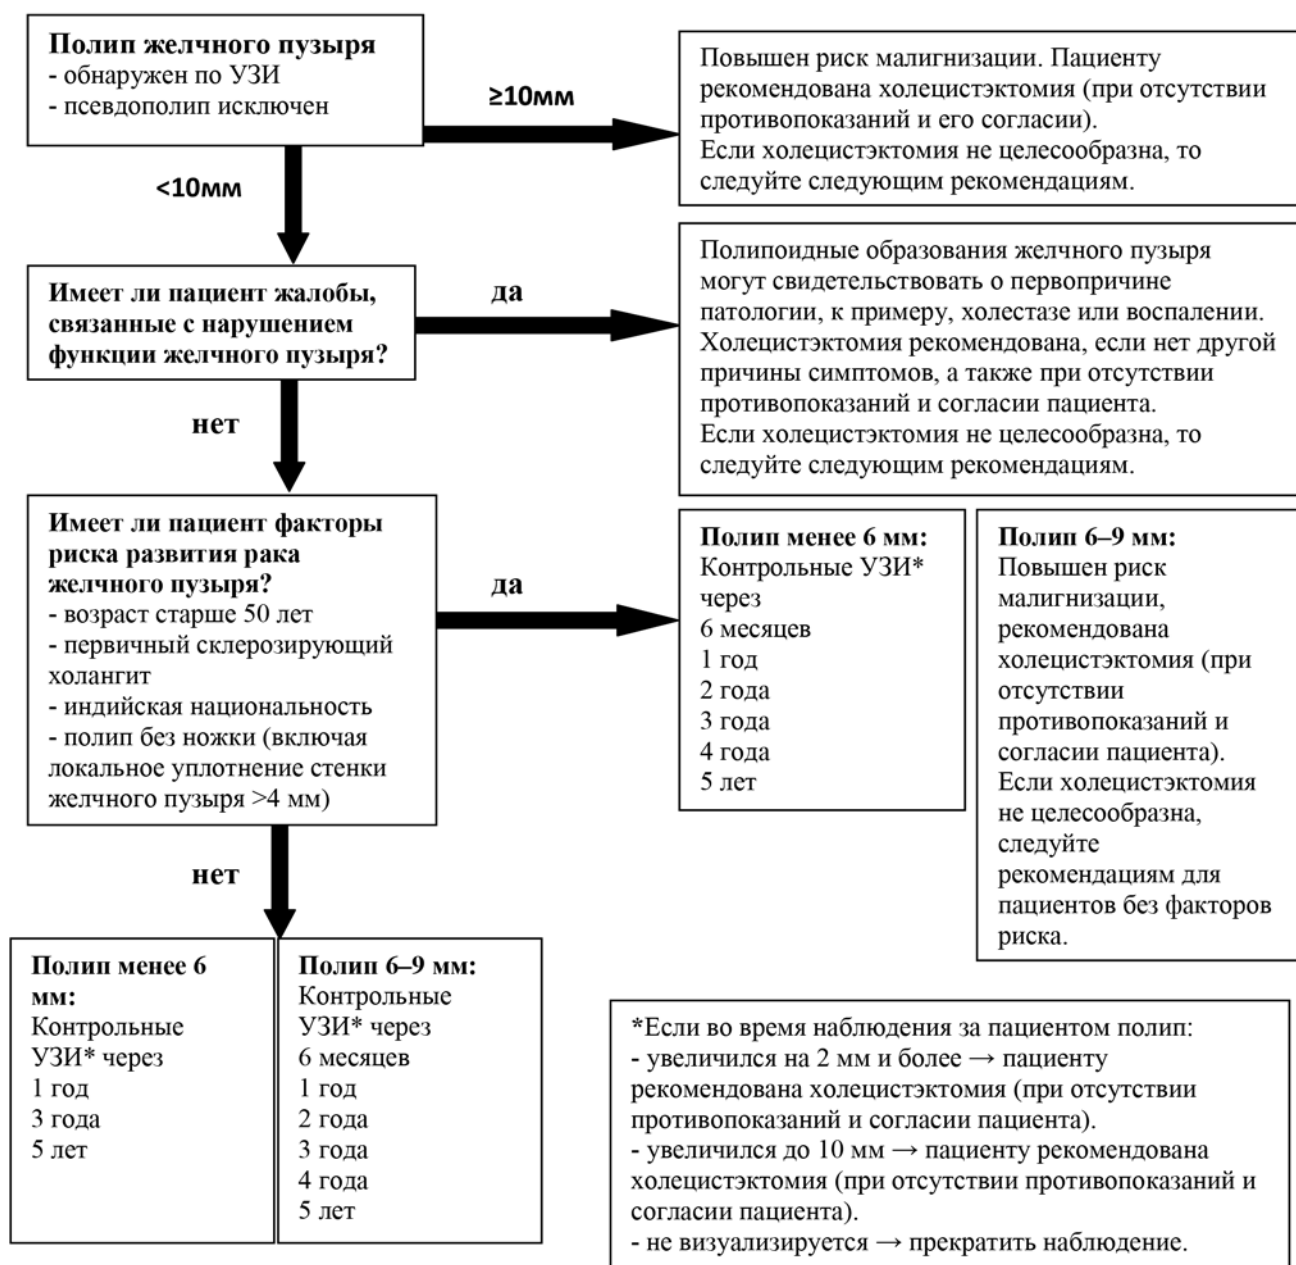 Полип желчного пузыря
- обнаружен по УЗИ
- псевдополип исключен
≥10мм
Повышен риск малигнизации. Пациенту
рекомендована холецистэктомия (при отсутствии
противопоказаний и его согласии).
Если холецистэктомия не целесообразна, то
следуйте следующим рекомендациям.
<10мм
Имеет ли пациент жалобы,
связанные с нарушением
функции желчного пузыря?
да
Полипоидные образования желчного пузыря
могут свидетельствовать о первопричине
патологии, к примеру, холестазе или воспалении.
Холецистэктомия рекомендована, если нет другой
причины симптомов, а также при отсутствии
противопоказаний и согласии пациента.
Если холецистэктомия не целесообразна, то
следуйте следующим рекомендациям.
нет
Имеет ли пациент факторы
риска развития рака
желчного пузыря?
- возраст старше 50 лет
- первичный склерозирующий
холангит
- индийская национальность
- полип без ножки (включая
локальное уплотнение стенки
желчного пузыря >4 мм)
да
Полип менее 6 мм:
Контрольные УЗИ*
через
6 месяцев
1 год
2 года
3 года
4 года
5 лет
Полип 6–9 мм:
Повышен риск
малигнизации,
рекомендована
холецистэктомия (при
отсутствии
противопоказаний и
согласии пациента).
Если холецистэктомия
не целесообразна,
следуйте
рекомендациям для
пациентов без факторов
риска.
нет
Полип менее 6
мм:
Контрольные
УЗИ* через
1 год
3 года
5 лет
Полип 6–9 мм:
Контрольные
УЗИ* через
6 месяцев
1 год
2 года
3 года
4 года
5 лет
*Если во время наблюдения за пациентом полип:
- увеличился на 2 мм и более → пациенту
рекомендована холецистэктомия (при отсутствии
противопоказаний и согласии пациента).
- увеличился до 10 мм → пациенту рекомендована
холецистэктомия (при отсутствии противопоказаний и
согласии пациента).
- не визуализируется → прекратить наблюдение.